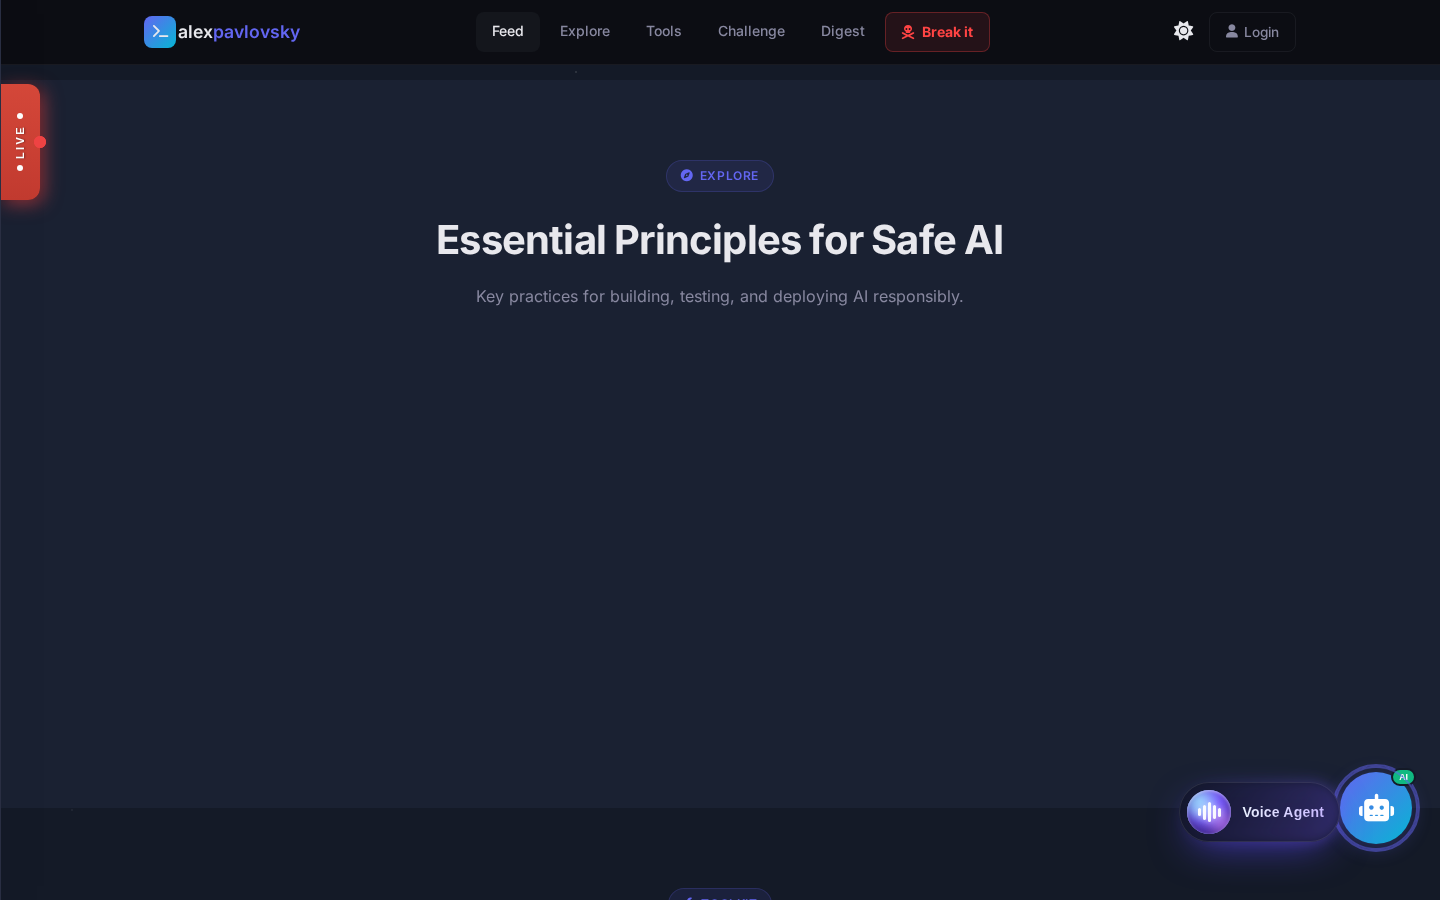 alexpavlovsky
Feed
Explore
Tools
Challenge
Digest
Break it
Login
LIVE
EXPLORE
Essential Principles for Safe AI
Key practices for building, testing, and deploying AI responsibly.
AI
Voice Agent